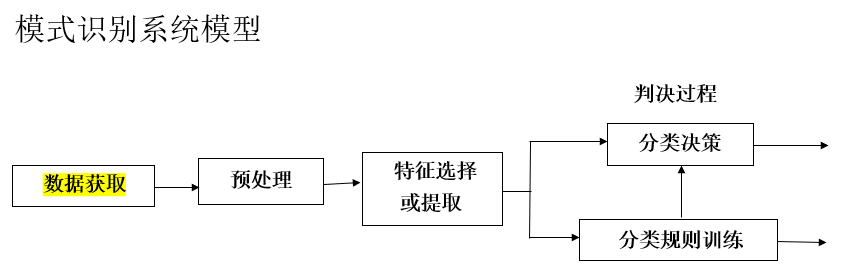 模式识别系统模型
判决过程
数据获取
预处理
特征选择
或提取
分类决策
分类规则训练